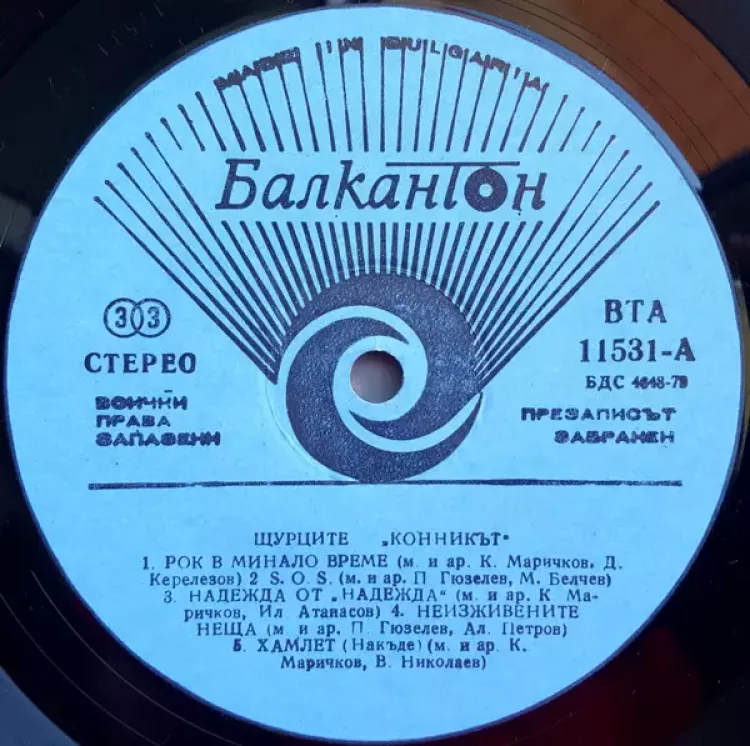 MADE IN BULGARIA
Балкантон
33
СТЕРЕО
ВСИЧКИ
ПРАВА
ЗАПАЗЕНИ
ВТА
11531-А
БДС 4648-79
ПРЕЗАПИСЪТ
ЗАБРАНЕН
ЩУРЦИТЕ „КОННИКЪТ"
1. РОК В МИНАЛО ВРЕМЕ (м. и ар. К. Маричков, Д.
Керелезов) 2 S. O. S. (м. и ар. П Гюзелев, М. Белчев)
3. НАДЕЖДА ОТ „НАДЕЖДА" (м. и ар. К Ма-
ричков, Ил Атанасов) 4. НЕИЗЖИВЕНИТЕ
НЕЩА (м. и ар. П. Гюзелев, Ал. Петров)
5. ХАМЛЕТ (Накъде) (м. и ар. К.
Маричков, В. Николаев)